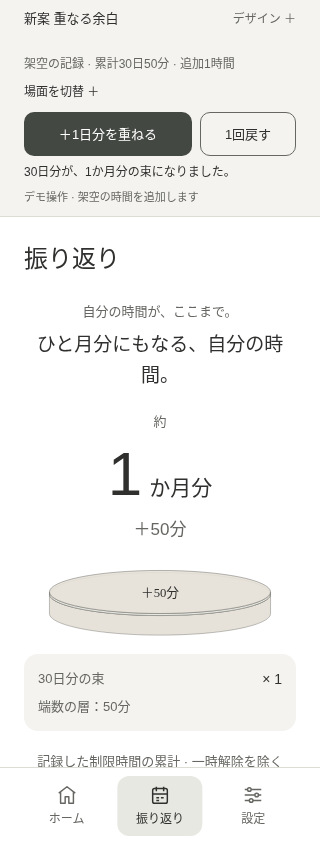 新案 重なる余白
デザイン ＋
架空の記録 · 累計30日50分 · 追加1時間
場面を切替 ＋
＋1日分を重ねる
1回戻す
30日分が、1か月分の束になりました。
デモ操作 · 架空の時間を追加します
振り返り
自分の時間が、ここまで。
ひと月分にもなる、自分の時
間。
約
1 か月分
＋50分
＋50分
30日分の束
× 1
端数の層：50分
記録した制限時間の累計 · 一時解除を除く
ホーム
振り返り
設定